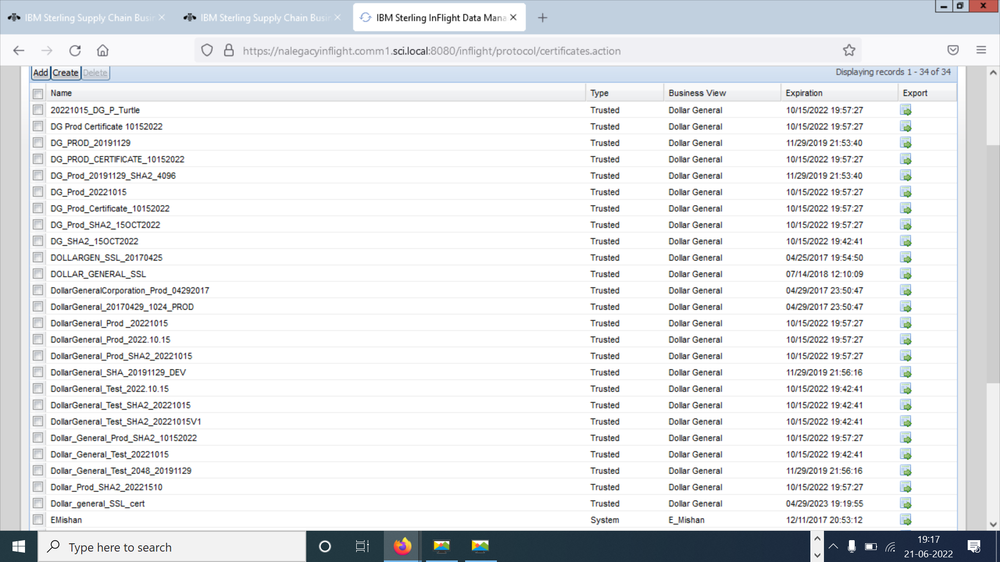 IBM Sterling Supply Chain Busin
IBM Sterling Supply Chain Busin
IBM Sterling InFlight Data Mana
https://nalegacyinflight.comm1.sci.local:8080/inflight/protocol/certificates.action
Add Create Delete Displaying records 1 - 34 of 34
Name Type Business View Expiration Export
20221015_DG_P_Turtle Trusted Dollar General 10/15/2022 19:57:27
DG Prod Certificate 10152022 Trusted Dollar General 10/15/2022 19:57:27
DG_PROD_20191129 Trusted Dollar General 11/29/2019 21:53:40
DG_PROD_CERTIFICATE_10152022 Trusted Dollar General 10/15/2022 19:57:27
DG_Prod_20191129_SHA2_4096 Trusted Dollar General 11/29/2019 21:53:40
DG_Prod_20221015 Trusted Dollar General 10/15/2022 19:57:27
DG_Prod_Certificate_10152022 Trusted Dollar General 10/15/2022 19:57:27
DG_Prod_SHA2_15OCT2022 Trusted Dollar General 10/15/2022 19:57:27
DG_SHA2_15OCT2022 Trusted Dollar General 10/15/2022 19:42:41
DOLLARGEN_SSL_20170425 Trusted Dollar General 04/25/2017 19:54:50
DOLLAR_GENERAL_SSL Trusted Dollar General 07/14/2018 12:10:09
DollarGeneralCorporation_Prod_04292017 Trusted Dollar General 04/29/2017 23:50:47
DollarGeneral_20170429_1024_PROD Trusted Dollar General 04/29/2017 23:50:47
DollarGeneral_Prod _20221015 Trusted Dollar General 10/15/2022 19:57:27
DollarGeneral_Prod_2022.10.15 Trusted Dollar General 10/15/2022 19:57:27
DollarGeneral_Prod_SHA2_20221015 Trusted Dollar General 10/15/2022 19:57:27
DollarGeneral_SHA_20191129_DEV Trusted Dollar General 11/29/2019 21:56:16
DollarGeneral_Test_2022.10.15 Trusted Dollar General 10/15/2022 19:42:41
DollarGeneral_Test_SHA2_20221015 Trusted Dollar General 10/15/2022 19:42:41
DollarGeneral_Test_SHA2_20221015V1 Trusted Dollar General 10/15/2022 19:42:41
Dollar_General_Prod_SHA2_10152022 Trusted Dollar General 10/15/2022 19:57:27
Dollar_General_Test_20221015 Trusted Dollar General 10/15/2022 19:42:41
Dollar_General_Test_2048_20191129 Trusted Dollar General 11/29/2019 21:56:16
Dollar_Prod_SHA2_20221510 Trusted Dollar General 10/15/2022 19:57:27
Dollar_general_SSL_cert Trusted Dollar General 04/29/2023 19:19:55
EMishan System E_Mishan 12/11/2017 20:53:12
Type here to search
19:17
21-06-2022